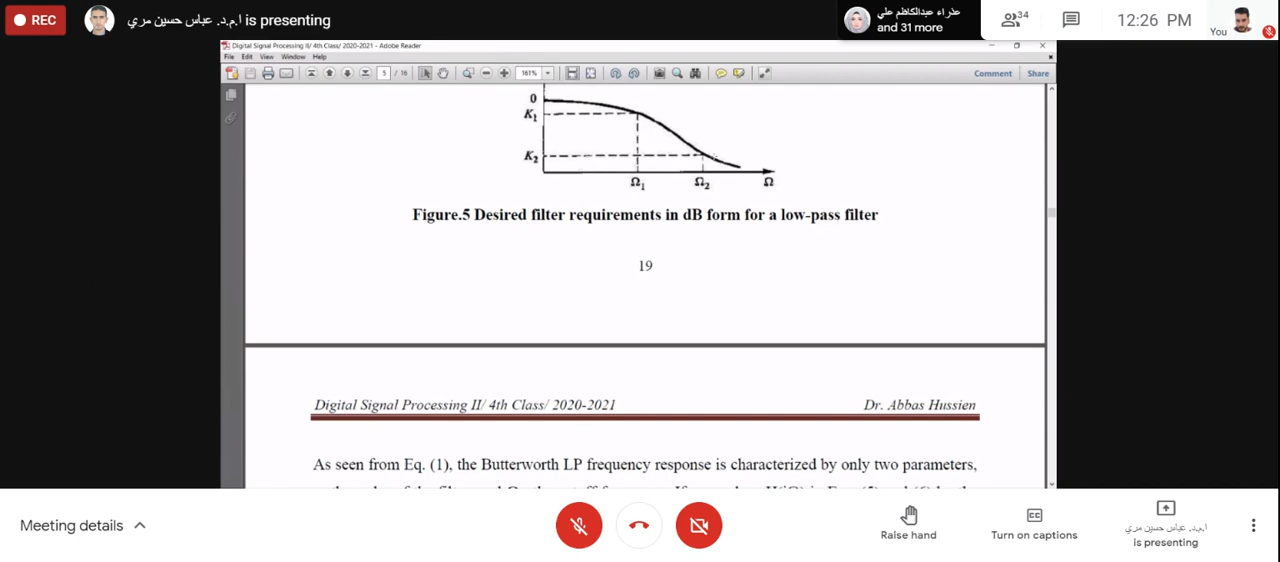 REC
ا.م.د. عباس حسين مري is presenting
عذراء عبدالكاظم علي
and 31 more
34
12:26 PM
You
Digital Signal Processing II/ 4th Class/ 2020-2021 - Adobe Reader
File Edit View Window Help
5 / 16
161%
Comment
Share
0
K₁
K₂
Ω₁
Ω₂
Ω
Figure.5 Desired filter requirements in dB form for a low-pass filter
19
Digital Signal Processing II/ 4th Class/ 2020-2021
Dr. Abbas Hussien
As seen from Eq. (1), the Butterworth LP frequency response is characterized by only two parameters,
Meeting details
Raise hand
Turn on captions
ا.م.د. عباس حسين مري
is presenting